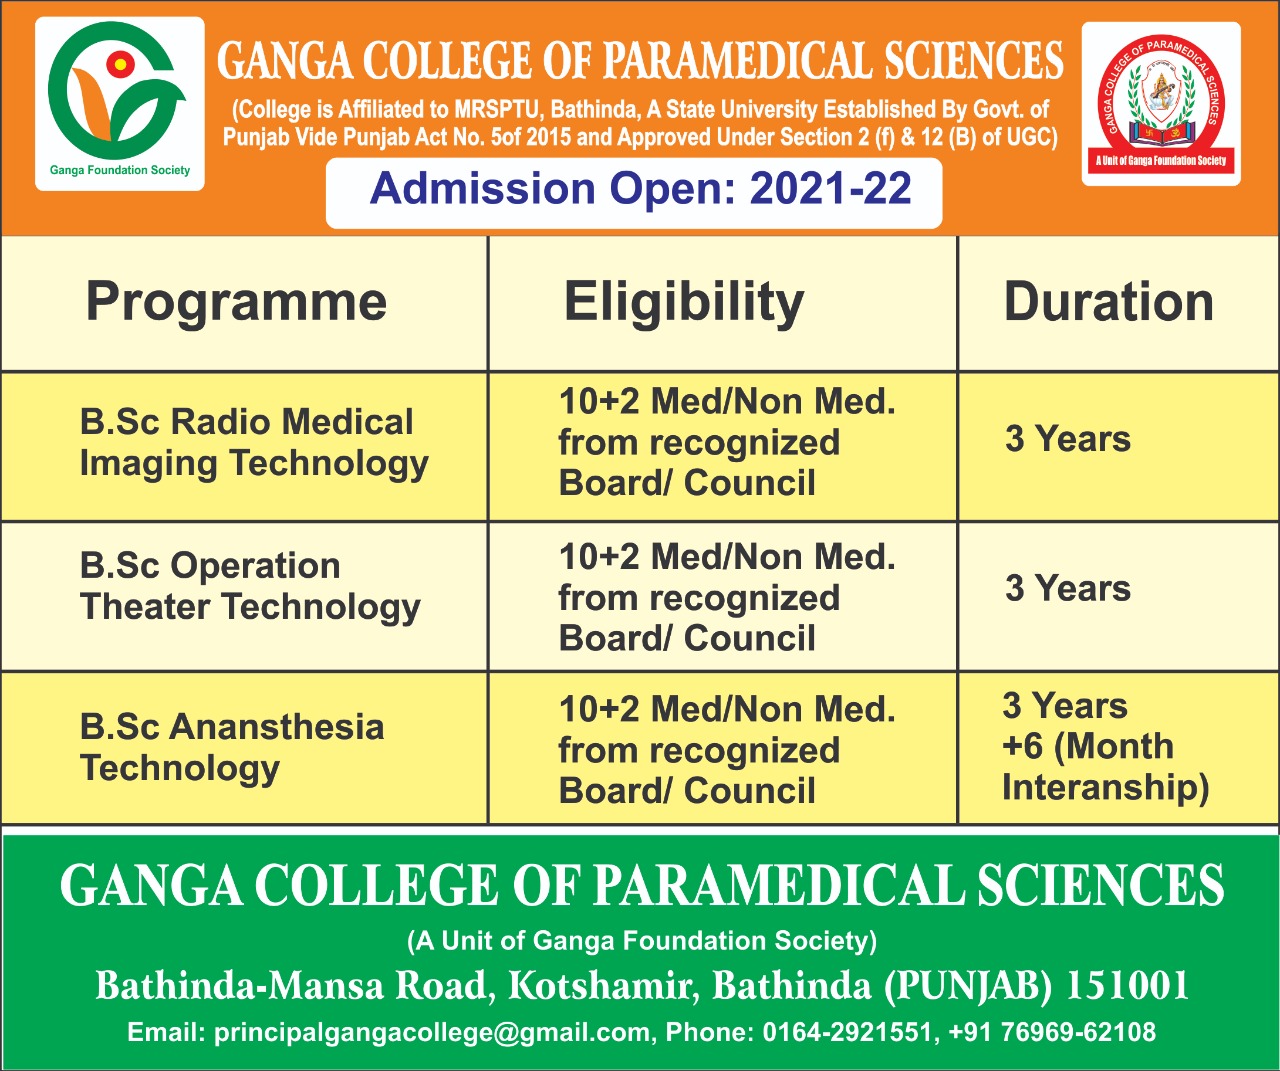 Ganga Foundation Society
GANGA COLLEGE OF PARAMEDICAL SCIENCES
(College is Affiliated to MRSPTU, Bathinda, A State University Established By Govt. of
Punjab Vide Punjab Act No. 5of 2015 and Approved Under Section 2 (f) & 12 (B) of UGC)
Admission Open: 2021-22
GANGA COLLEGE OF PARAMEDICAL SCIENCES
A Unit of Ganga Foundation Society
Programme
Eligibility
Duration
B.Sc Radio Medical
Imaging Technology
10+2 Med/Non Med.
from recognized
Board/ Council
3 Years
B.Sc Operation
Theater Technology
10+2 Med/Non Med.
from recognized
Board/ Council
3 Years
B.Sc Anansthesia
Technology
10+2 Med/Non Med.
from recognized
Board/ Council
3 Years
+6 (Month
Interanship)
GANGA COLLEGE OF PARAMEDICAL SCIENCES
(A Unit of Ganga Foundation Society)
Bathinda-Mansa Road, Kotshamir, Bathinda (PUNJAB) 151001
Email: principalgangacollege@gmail.com, Phone: 0164-2921551, +91 76969-62108